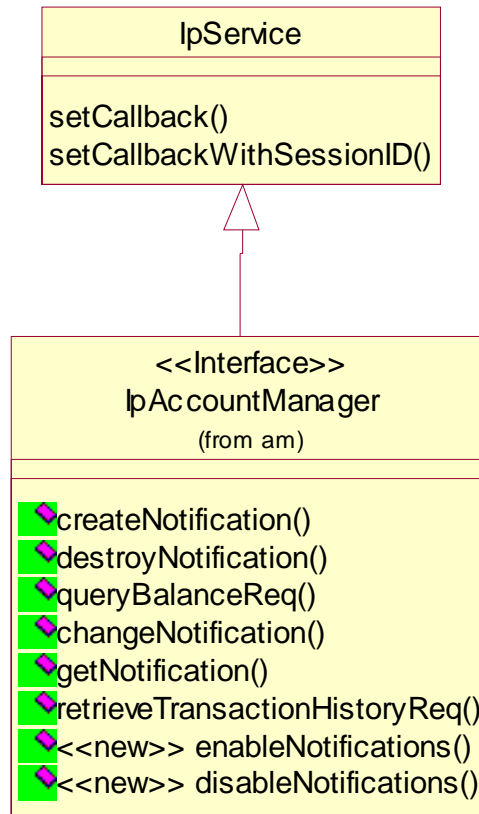 IpService
setCallback()
setCallbackWithSessionID()
<<Interface>>
IpAccountManager
(from am)
createNotification()
destroyNotification()
queryBalanceReq()
changeNotification()
getNotification()
retrieveTransactionHistoryReq()
<<new>> enableNotifications()
<<new>> disableNotifications()